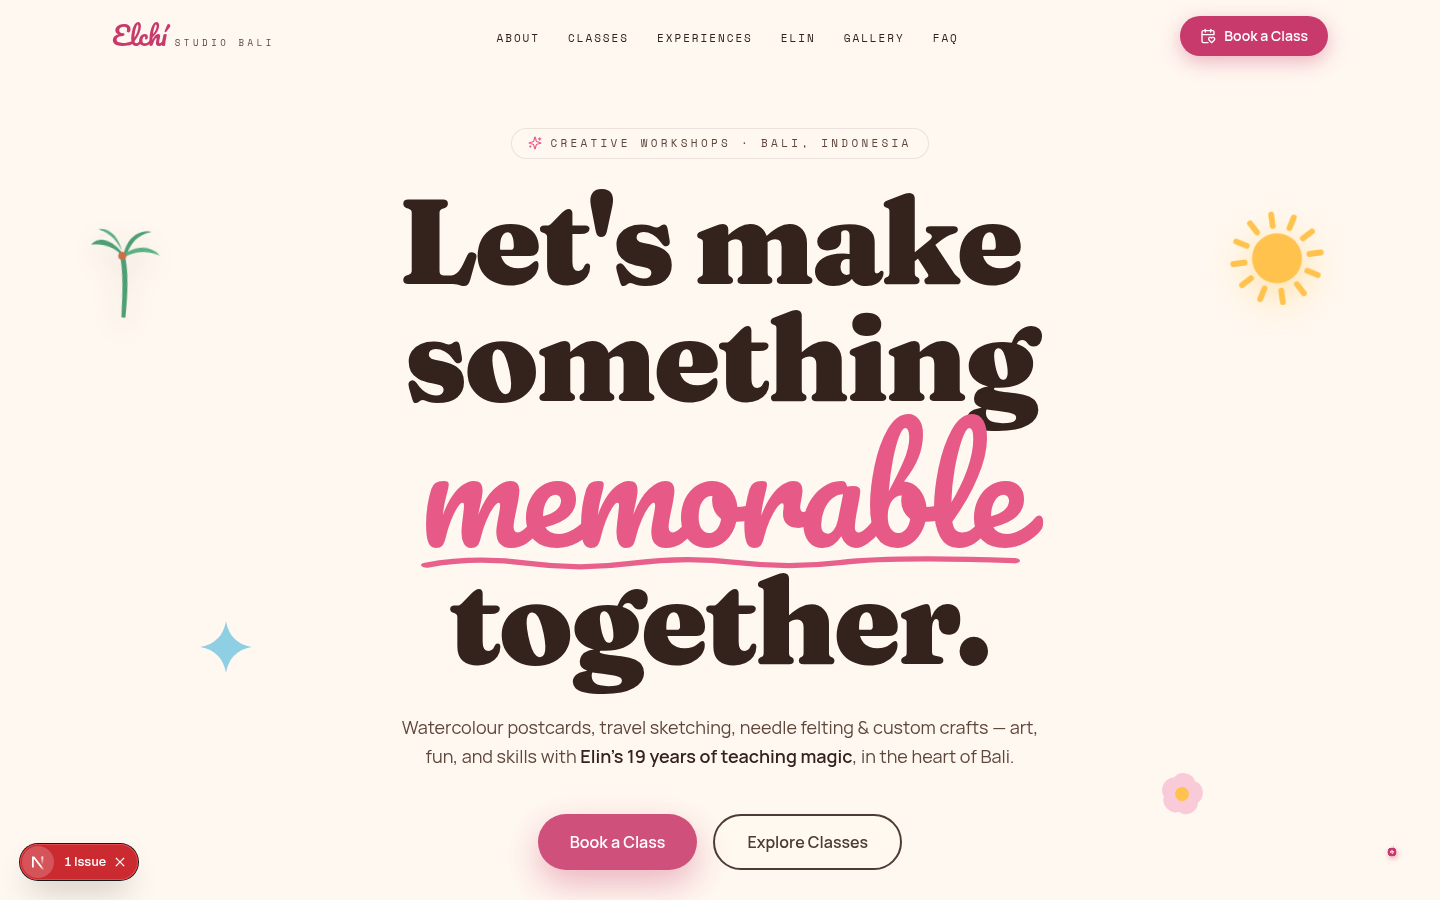 Elchí STUDIO BALI
ABOUT CLASSES EXPERIENCES ELIN GALLERY FAQ
Book a Class
CREATIVE WORKSHOPS · BALI, INDONESIA
Let's make
something
memorable
together.
Watercolour postcards, travel sketching, needle felting & custom crafts — art,
fun, and skills with Elin's 19 years of teaching magic, in the heart of Bali.
Book a Class
Explore Classes
N 1 Issue